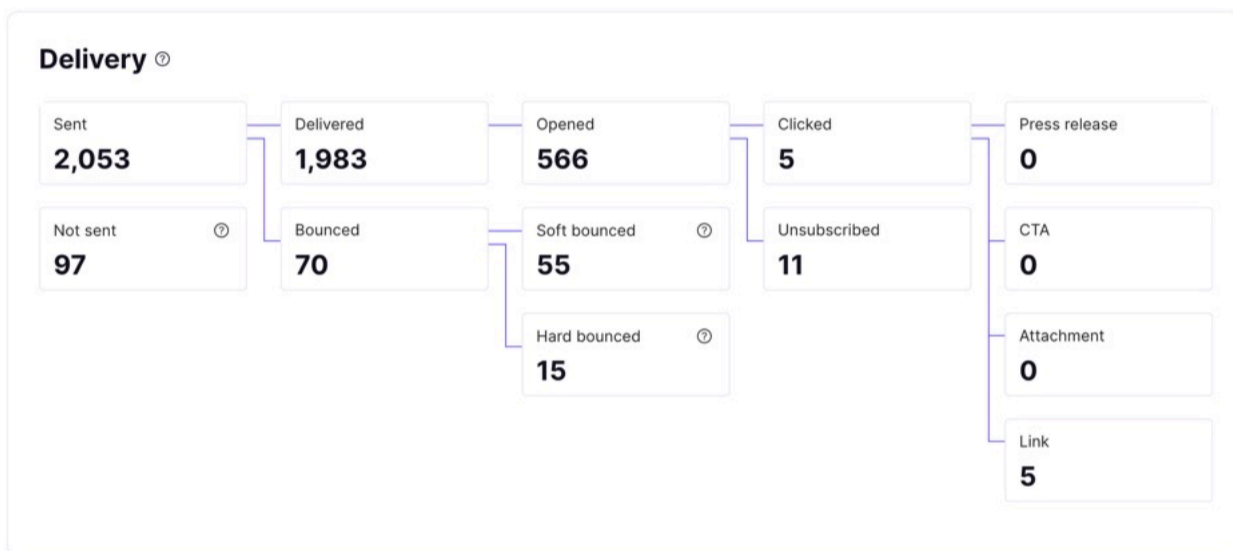 Delivery
Sent
2,053
Delivered
1,983
Opened
566
Clicked
5
Press release
0
Not sent
97
Bounced
70
Soft bounced
55
Unsubscribed
11
CTA
0
Hard bounced
15
Attachment
0
Link
5